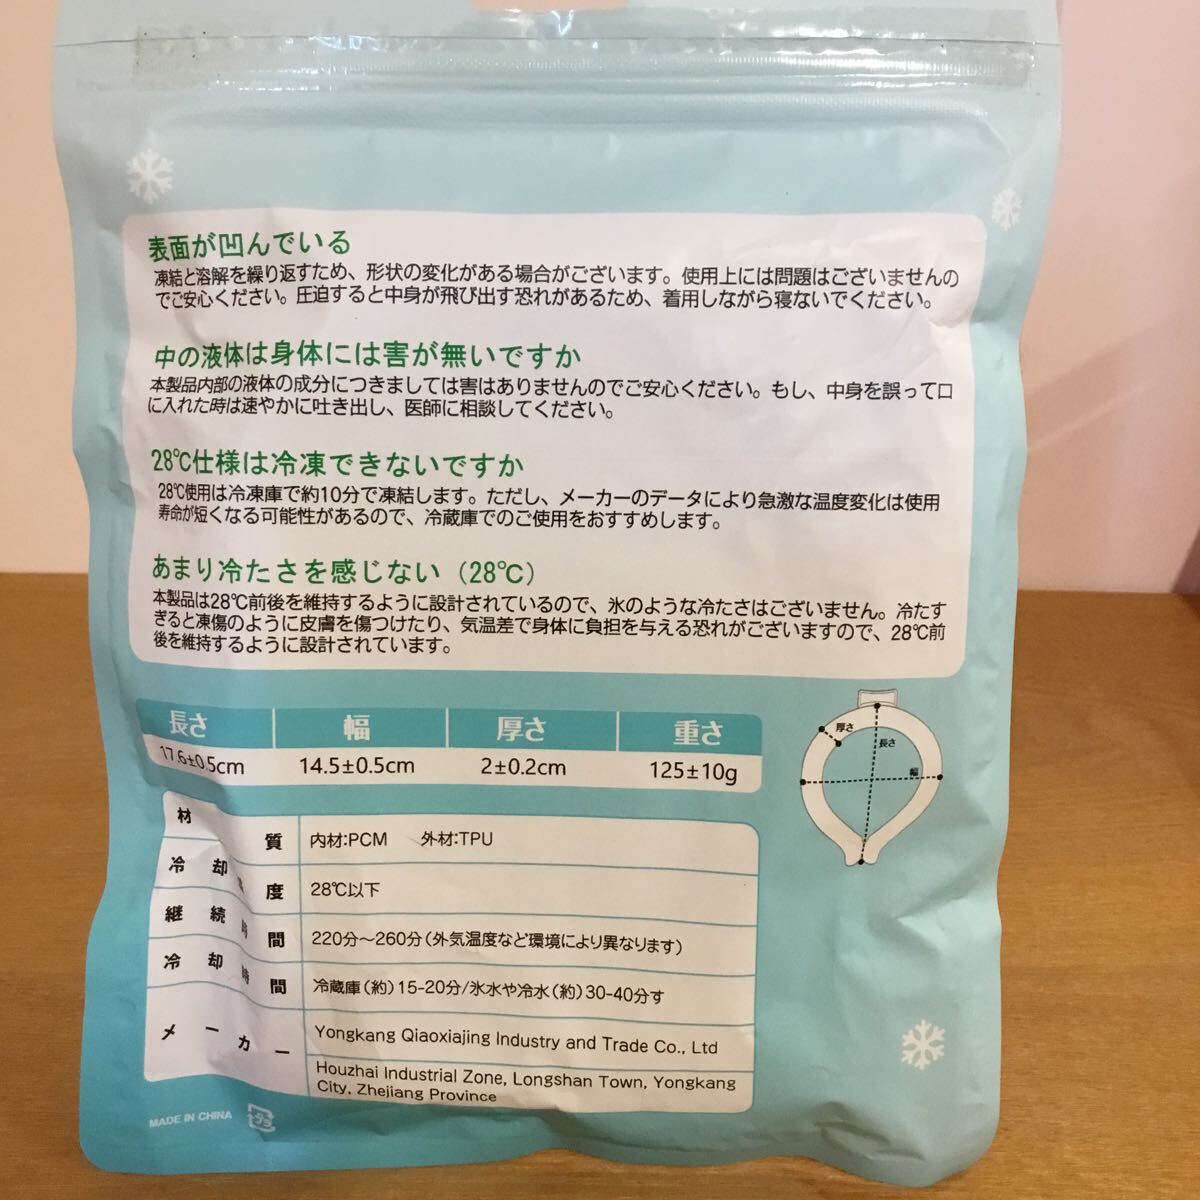 表面が凹んでいる
凍結と溶解を繰り返すため、形状の変化がある場合がございます。使用上には問題はございませんの
でご安心ください。圧迫すると中身が飛び出す恐れがあるため、着用しながら寝ないでください。
中の液体は身体には害が無いですか
本製品内部の液体の成分につきましては害はありませんのでご安心ください。もし、中身を誤って口
に入れた時は速やかに吐き出し、医師に相談してください。
28℃仕様は冷凍できないですか
28℃使用は冷凍庫で約10分で凍結します。ただし、メーカーのデータにより急激な温度変化は使用
寿命が短くなる可能性があるので、冷蔵庫でのご使用をおすすめします。
あまり冷たさを感じない（28℃）
本製品は28℃前後を維持するように設計されているので、氷のような冷たさはございません。冷たす
ぎると凍傷のように皮膚を傷つけたり、気温差で身体に負担を与える恐れがございますので、28℃前
後を維持するように設計されています。
長さ 幅 厚さ 重さ
17.6±0.5cm 14.5±0.5cm 2±0.2cm 125±10g
厚さ
長さ
幅
材質 内材:PCM 外材:TPU
冷却温度 28℃以下
継続時間 220分～260分（外気温度など環境により異なります）
冷却時間 冷蔵庫（約）15-20分/氷水や冷水（約）30-40分す
メーカー Yongkang Qiaoxiajing Industry and Trade Co., Ltd
Houzhai Industrial Zone, Longshan Town, Yongkang
City, Zhejiang Province
MADE IN CHINA プラ